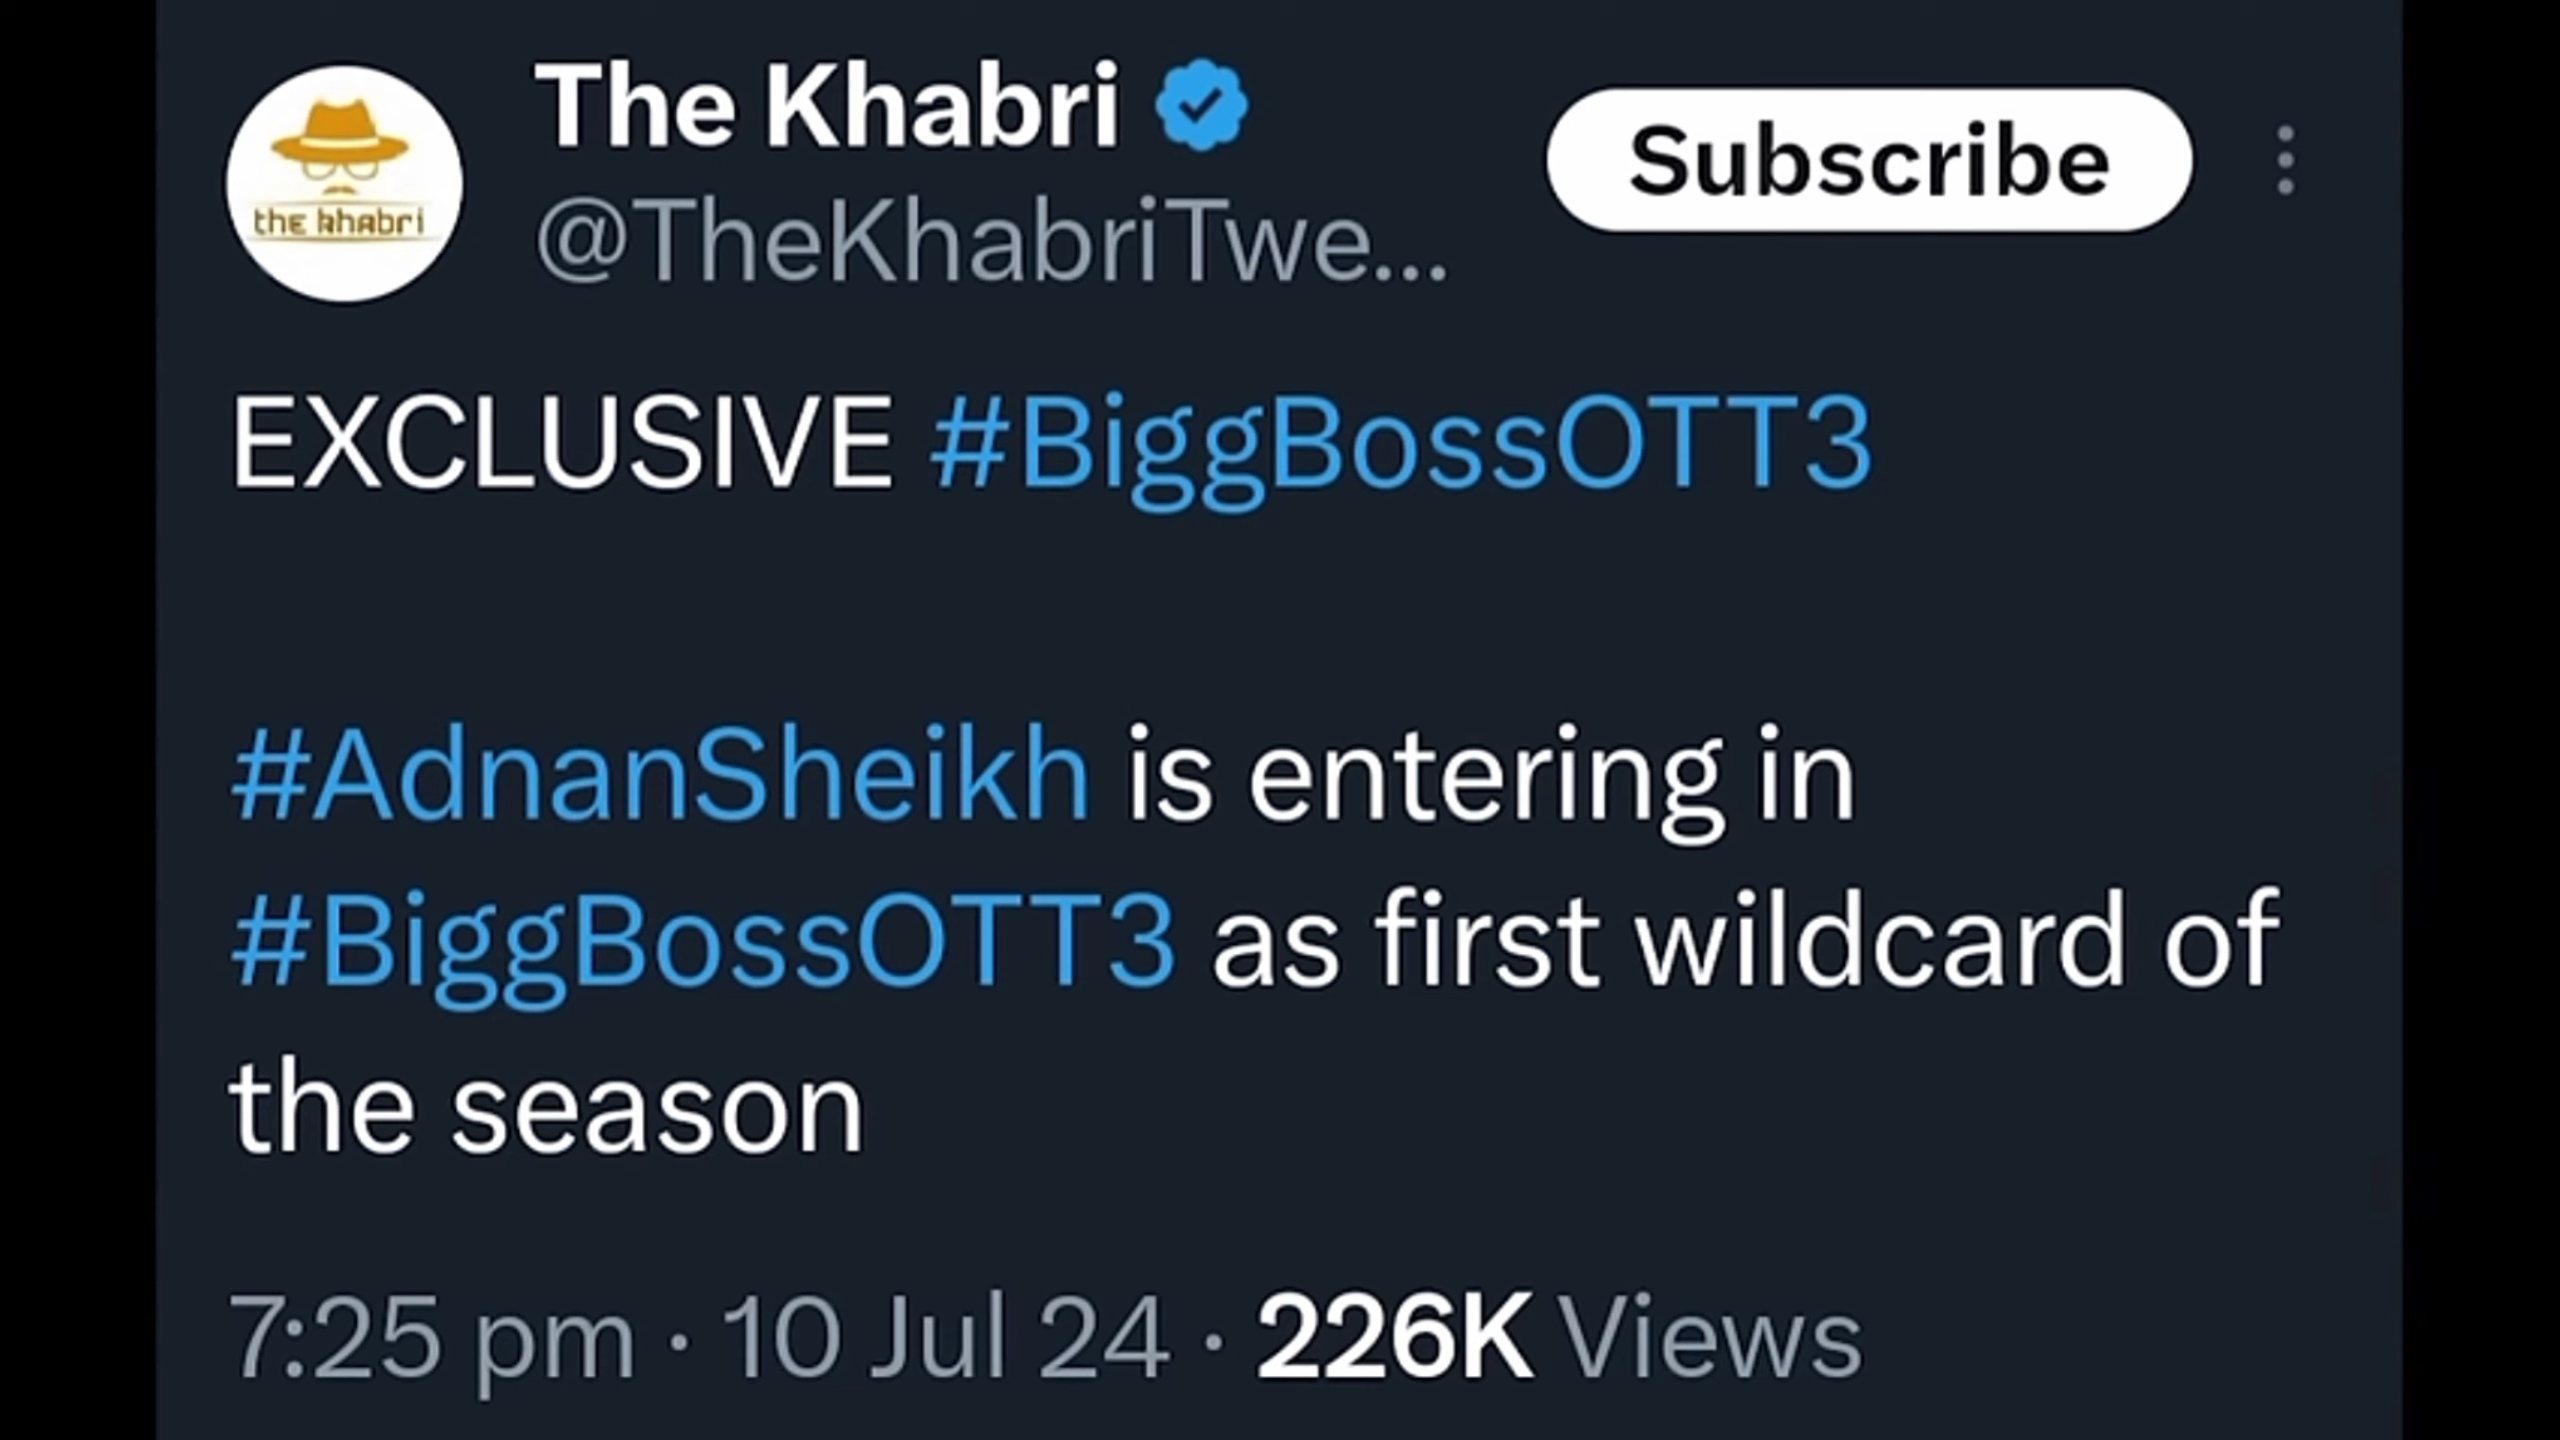 The Khabri
@TheKhabriTwe...
Subscribe
the khabri
EXCLUSIVE #BiggBossOTT3
#AdnanSheikh is entering in
#BiggBossOTT3 as first wildcard of
the season
7:25 pm · 10 Jul 24 · 226K Views